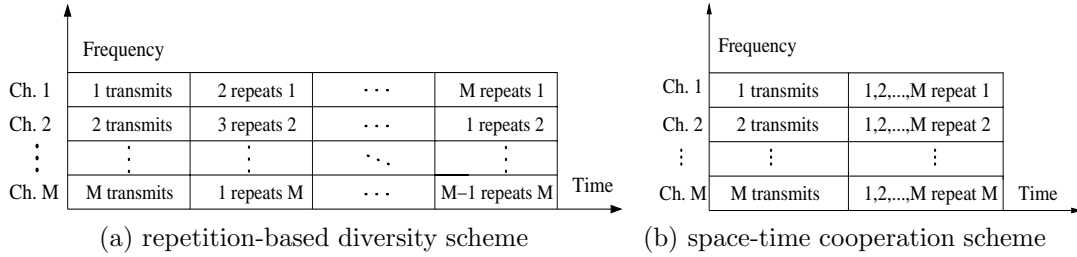 Frequency
Ch. 1 1 transmits 2 repeats 1 ··· M repeats 1
Ch. 2 2 transmits 3 repeats 2 ··· 1 repeats 2
Ch. M M transmits 1 repeats M ··· M−1 repeats M Time
(a) repetition-based diversity scheme
Frequency
Ch. 1 1 transmits 1,2,...,M repeat 1
Ch. 2 2 transmits 1,2,...,M repeat 2
Ch. M M transmits 1,2,...,M repeat M Time
(b) space-time cooperation scheme